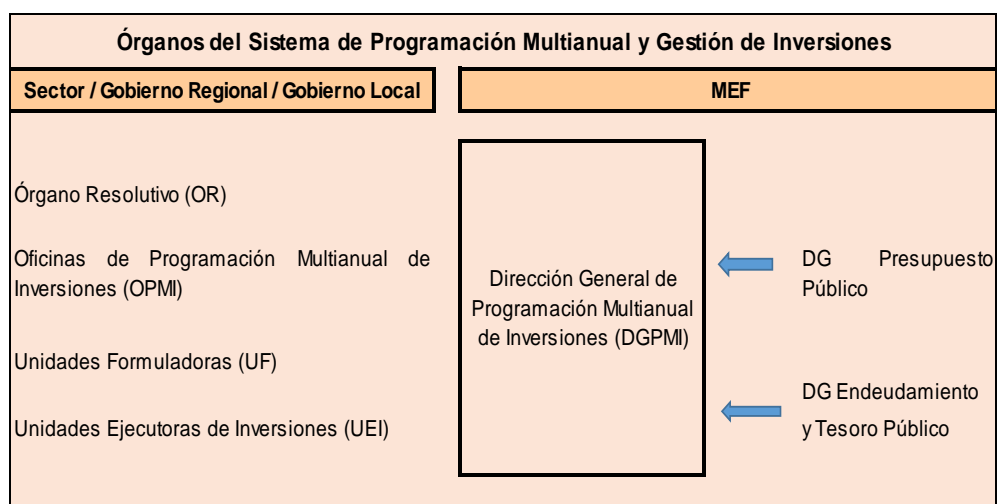 Órganos del Sistema de Programación Multianual y Gestión de Inversiones
Sector / Gobierno Regional / Gobierno Local
MEF
Órgano Resolutivo (OR)
Oficinas de Programación Multianual de
Inversiones (OPMI)
Unidades Formuladoras (UF)
Unidades Ejecutoras de Inversiones (UEI)
Dirección General de
Programación Multianual
de Inversiones (DGPMI)
DG Presupuesto
Público
DG Endeudamiento
y Tesoro Público